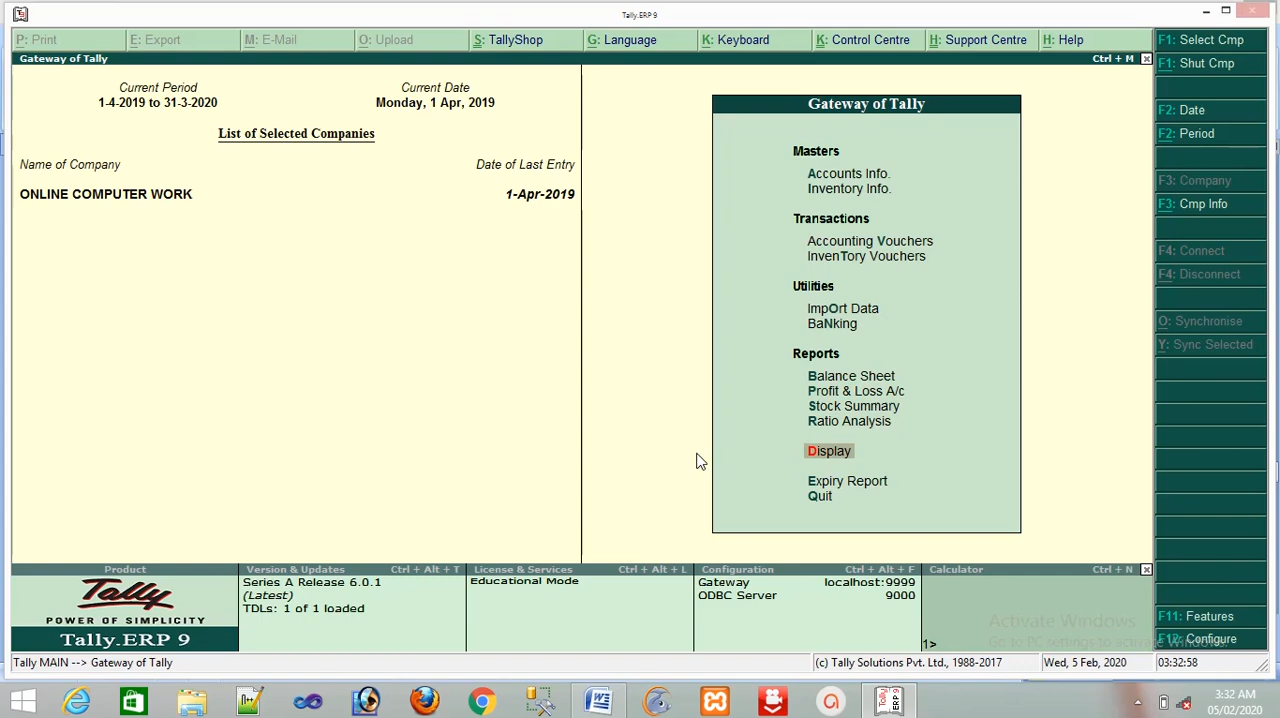 Tally.ERP 9
P: Print
E: Export
M: E-Mail
O: Upload
S: TallyShop
G: Language
K: Keyboard
K: Control Centre
H: Support Centre
H: Help
Gateway of Tally
Ctrl + M
Current Period
1-4-2019 to 31-3-2020
Current Date
Monday, 1 Apr, 2019
List of Selected Companies
Name of Company
Date of Last Entry
ONLINE COMPUTER WORK
1-Apr-2019
Gateway of Tally
Masters
Accounts Info.
Inventory Info.
Transactions
Accounting Vouchers
InvenTory Vouchers
Utilities
ImpOrt Data
BaNking
Reports
Balance Sheet
Profit & Loss A/c
Stock Summary
Ratio Analysis
Display
Expiry Report
Quit
F1: Select Cmp
F1: Shut Cmp
F2: Date
F2: Period
F3: Company
F3: Cmp Info
F4: Connect
F4: Disconnect
O: Synchronise
Y: Sync Selected
F11: Features
F12: Configure
Product
Tally
POWER OF SIMPLICITY
Tally.ERP 9
Version & Updates
Ctrl + Alt + T
Series A Release 6.0.1
(Latest)
TDLs: 1 of 1 loaded
License & Services
Ctrl + Alt + L
Educational Mode
Configuration
Ctrl + Alt + F
Gateway
localhost:9999
ODBC Server
9000
Calculator
Ctrl + N
1>
Activate Windows
Go to PC settings to activate Windows.
Tally MAIN --> Gateway of Tally
(c) Tally Solutions Pvt. Ltd., 1988-2017
Wed, 5 Feb, 2020
03:32:58
3:32 AM
05/02/2020